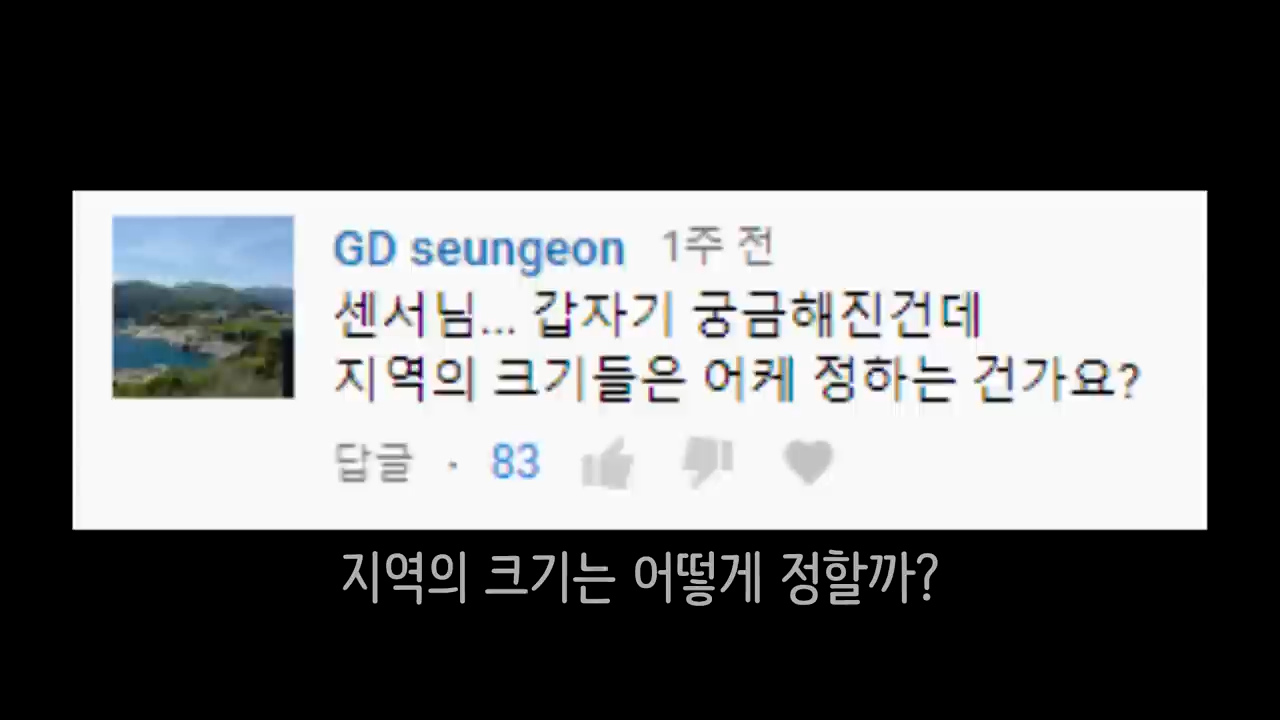 GD seungeon 1주 전
센서님... 갑자기 궁금해진건데
지역의 크기들은 어케 정하는 건가요?
답글 · 83
지역의 크기는 어떻게 정할까?